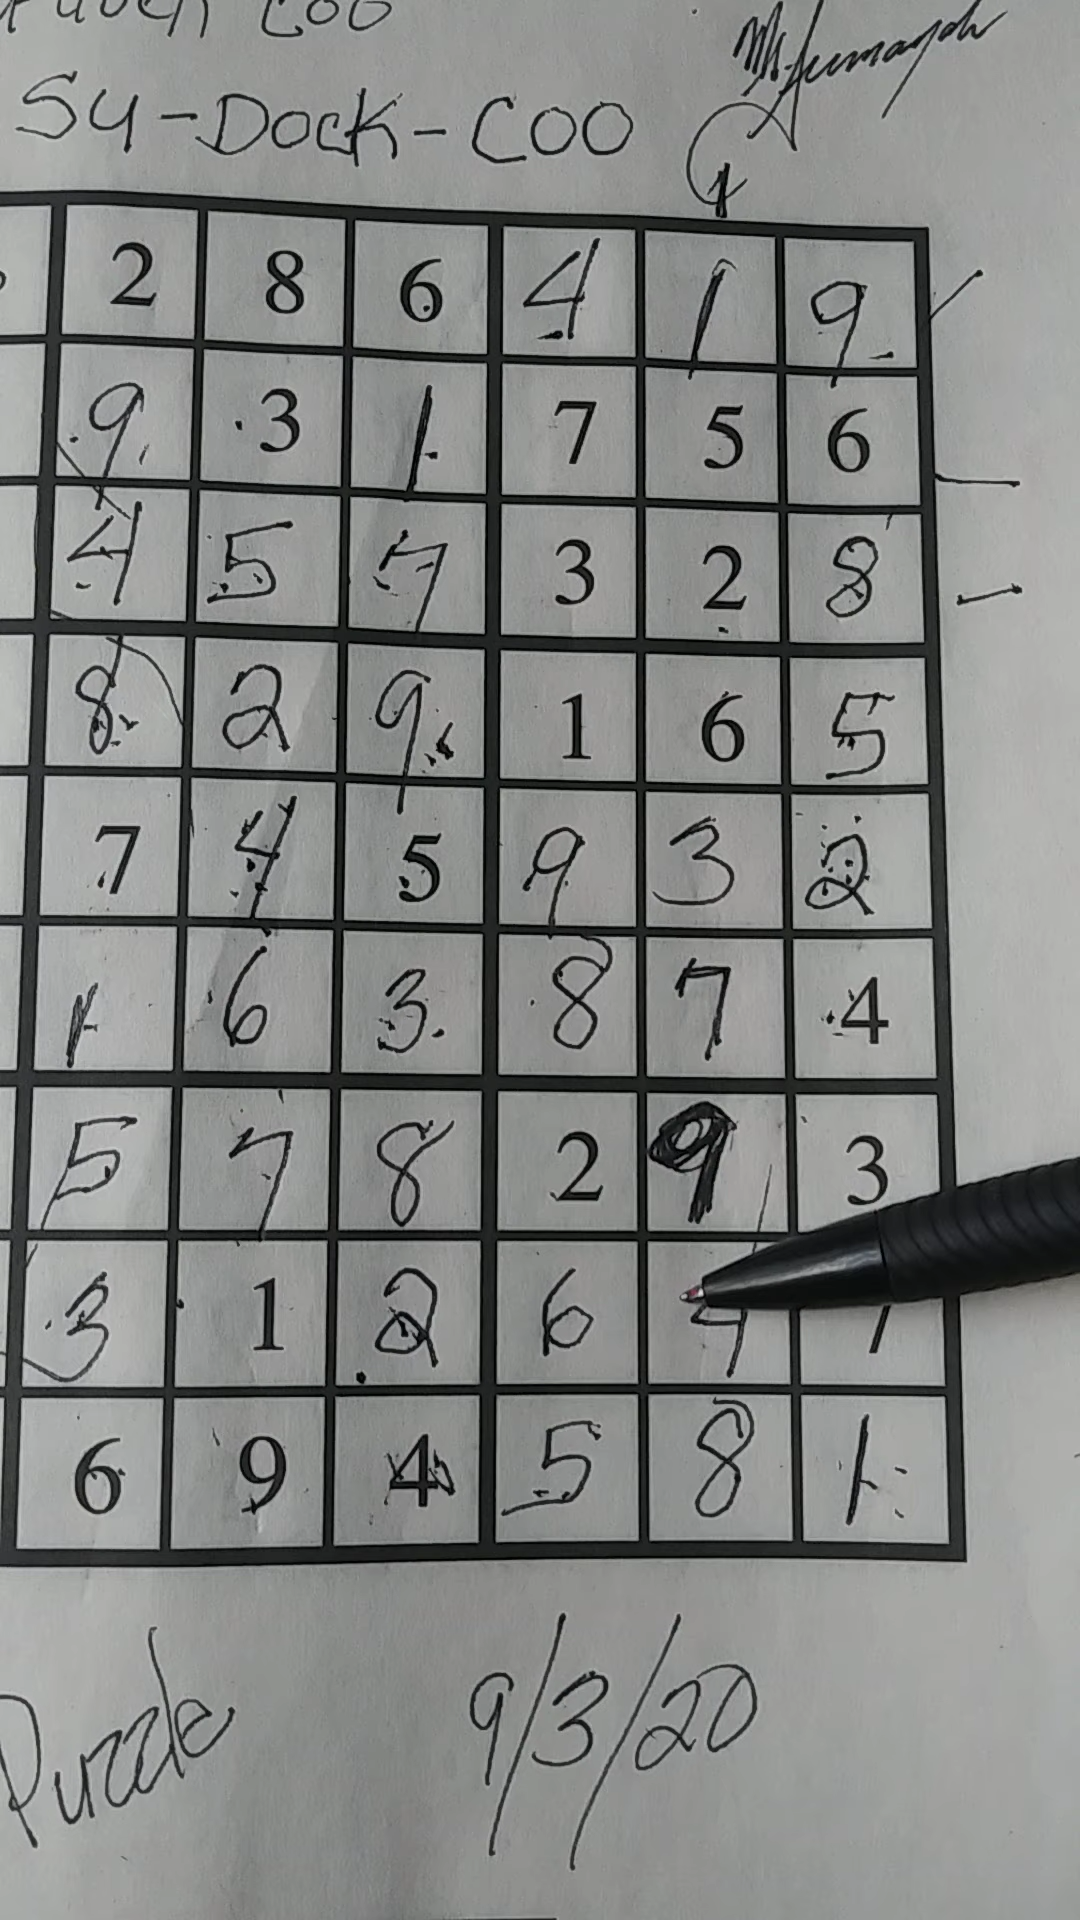 Coo
Su-Dock-Coo
2 8 6 4 1 9
9 3 1 7 5 6
4 5 7 3 2 8
8 2 9 1 6 5
7 4 5 9 3 2
1 6 3 8 7 4
5 7 8 2 9 3
3 1 2 6 4
6 9 4 5 8 1
Puzzle 9/3/20